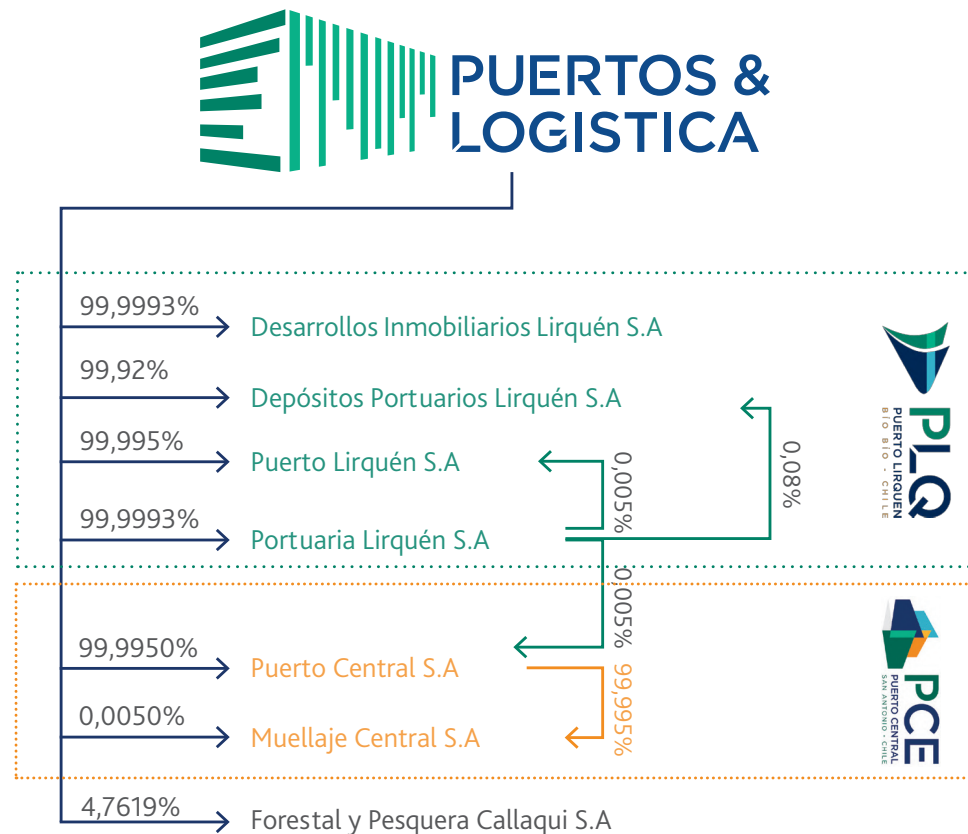 PUERTOS &
LOGISTICA
99,9993%
Desarrollos Inmobiliarios Lirquén S.A
99,92%
Depósitos Portuarios Lirquén S.A
99,995%
Puerto Lirquén S.A
0,005%
0,08%
99,9993%
Portuaria Lirquén S.A
PLQ
PUERTO LIRQUEN
BÍO BÍO - CHILE
0,005%
99,9950%
Puerto Central S.A
99,995%
0,0050%
Muellaje Central S.A
PCE
PUERTO CENTRAL
SAN ANTONIO - CHILE
4,7619%
Forestal y Pesquera Callaqui S.A